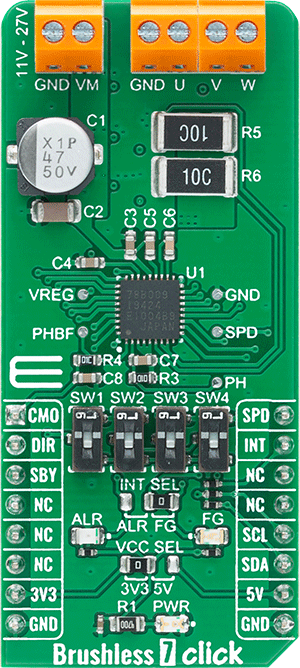 11V - 27V
GND VM
GND U V W
C1
X1P
47
50V
10C R5
10C R6
C2
C3 C5 C6
C4
U1
VREG
GND
78B009
19424
PHBF
SPD
JAPAN
R4 C7
C8 R3
PH
SW1 SW2 SW3 SW4
CMO
SPD
DIR
INT
SBY
NC
INT SEL
NC
NC
ALR
ALR FG
FG
NC
SCL
VCC SEL
NC
SDA
3V3
3V3 5V
5V
R1
PWR
GND
GND
Brushless 7 click